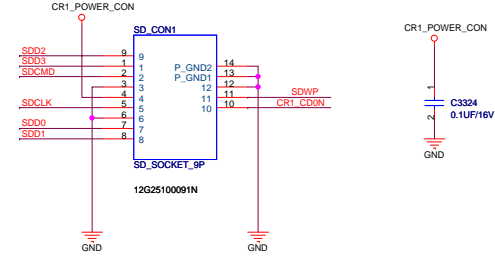 CR1_POWER_CON
SD_CON1
SDD2 9 9
SDD3 1 1
SDCMD 2 2
3 3
4 4
SDCLK 5 5
6 6
SDD0 7 7
SDD1 8 8
P_GND2 14
P_GND1 13
12 12
11 11 SDWP
10 10 CR1_CD0N
SD_SOCKET_9P
12G25100091N
GND
GND
CR1_POWER_CON
1
C3324
0.1UF/16V
2
GND